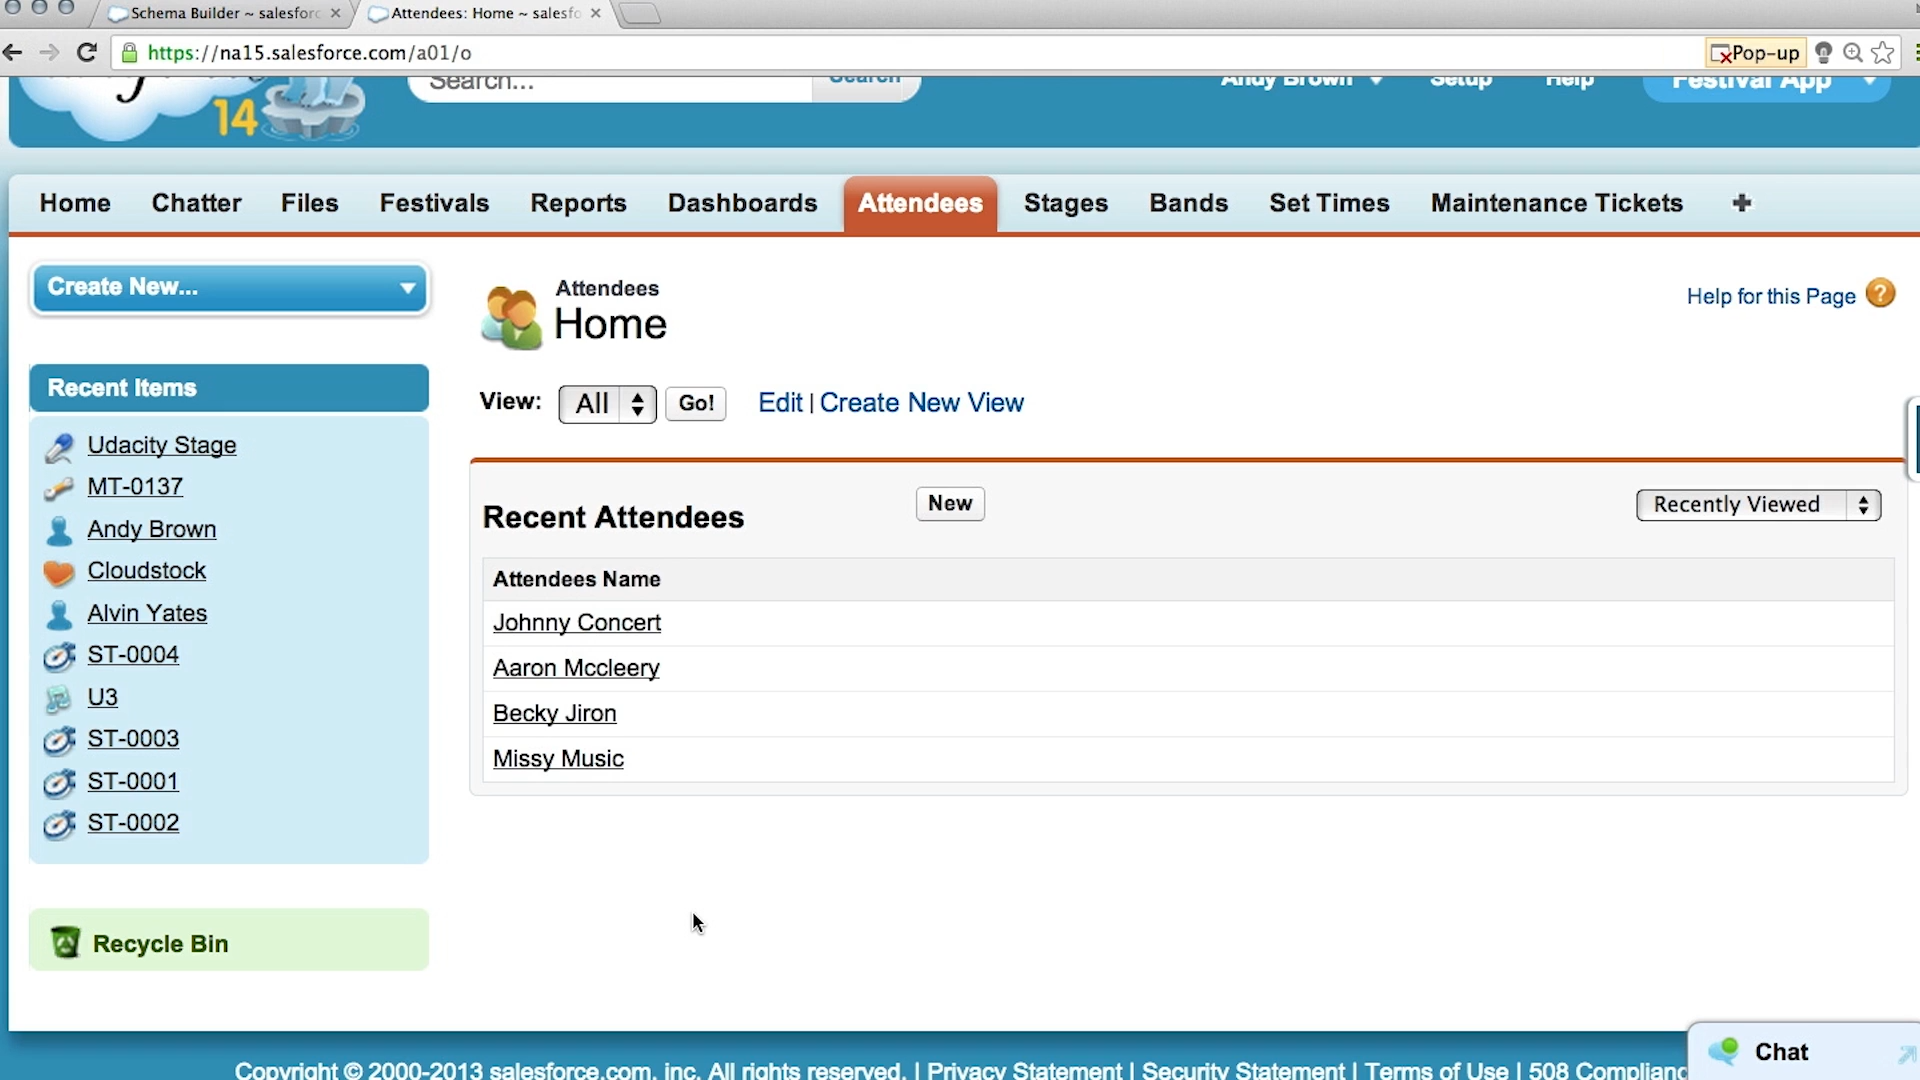 Schema Builder ~ salesforc
Attendees: Home ~ salesfo
https://na15.salesforce.com/a01/o
Pop-up
14
Search...
Search
Andy Brown
Setup
Help
Festival App
Home
Chatter
Files
Festivals
Reports
Dashboards
Attendees
Stages
Bands
Set Times
Maintenance Tickets
Create New...
Attendees
Home
Help for this Page
View:
All
Go!
Edit | Create New View
Recent Items
Udacity Stage
MT-0137
Andy Brown
Cloudstock
Alvin Yates
ST-0004
U3
ST-0003
ST-0001
ST-0002
Recent Attendees
New
Recently Viewed
Attendees Name
Johnny Concert
Aaron Mccleery
Becky Jiron
Missy Music
Recycle Bin
Copyright © 2000-2013 salesforce.com, inc. All rights reserved. | Privacy Statement | Security Statement | Terms of Use | 508 Complianc
Chat